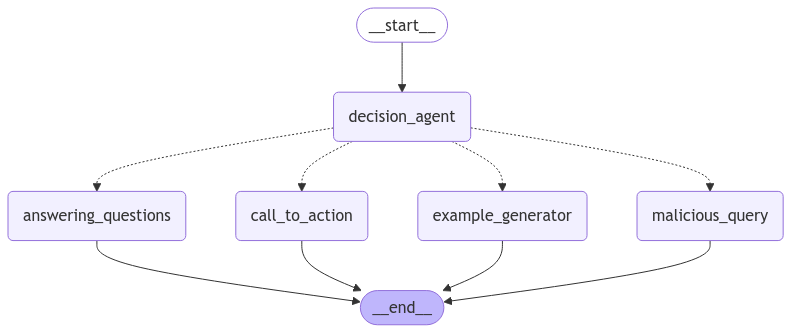 __start__
decision_agent
answering_questions
call_to_action
example_generator
malicious_query
__end__